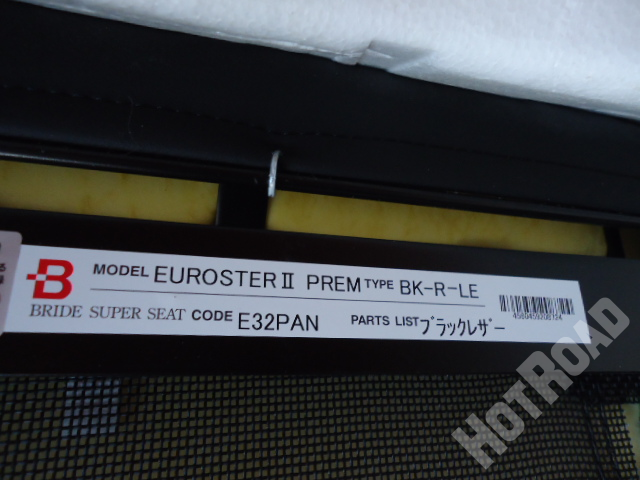 B MODEL EUROSTERⅡ PREM TYPE BK-R-LE
BRIDE SUPER SEAT CODE E32PAN PARTS LIST ブラックレザー
HOTROAD